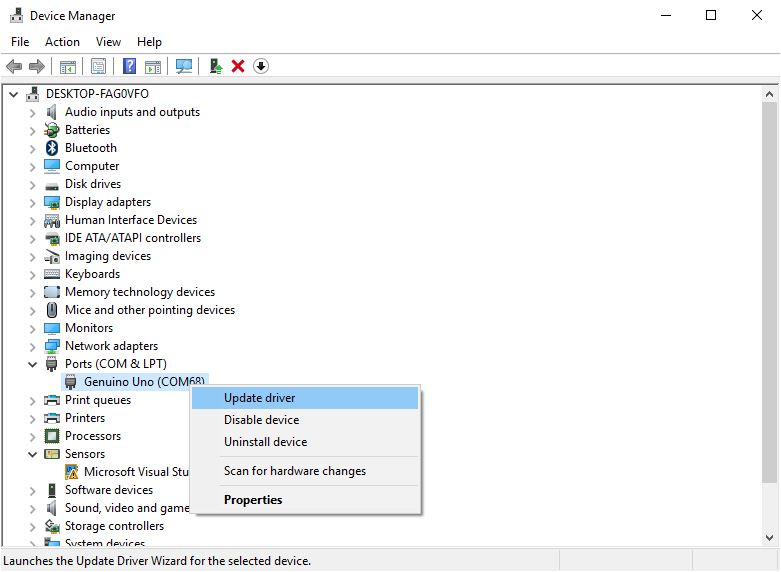 Device Manager
File Action View Help
DESKTOP-FAG0VFO
Audio inputs and outputs
Batteries
Bluetooth
Computer
Disk drives
Display adapters
Human Interface Devices
IDE ATA/ATAPI controllers
Imaging devices
Keyboards
Memory technology devices
Mice and other pointing devices
Monitors
Network adapters
Ports (COM & LPT)
Genuino Uno (COM68)
Update driver
Disable device
Uninstall device
Scan for hardware changes
Properties
Print queues
Printers
Processors
Sensors
Microsoft Visual Stu
Software devices
Sound, video and game
Storage controllers
System devices
Launches the Update Driver Wizard for the selected device.